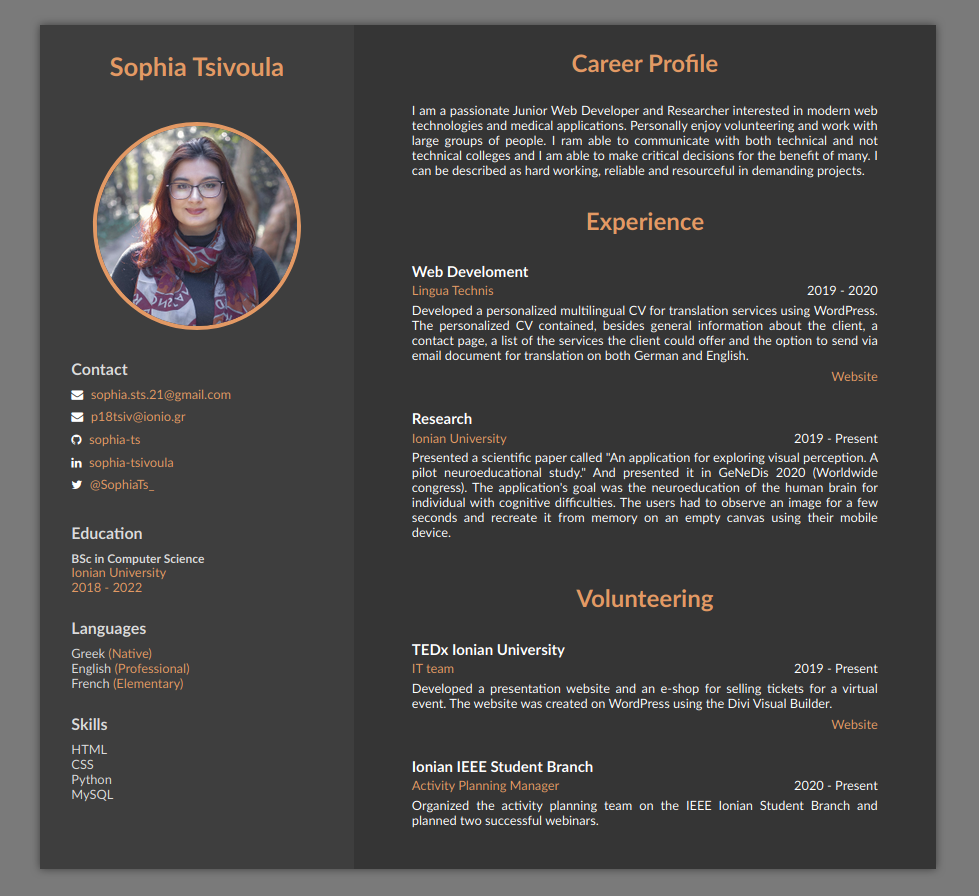 Sophia Tsivoula
Contact
sophia.sts.21@gmail.com
p18tsiv@ionio.gr
sophia-ts
sophia-tsivoula
@SophiaTs_
Education
BSc in Computer Science
Ionian University
2018 - 2022
Languages
Greek (Native)
English (Professional)
French (Elementary)
Skills
HTML
CSS
Python
MySQL
Career Profile
I am a passionate Junior Web Developer and Researcher interested in modern web
technologies and medical applications. Personally enjoy volunteering and work with
large groups of people. I ram able to communicate with both technical and not
technical colleges and I am able to make critical decisions for the benefit of many. I
can be described as hard working, reliable and resourceful in demanding projects.
Experience
Web Develoment
Lingua Technis 2019 - 2020
Developed a personalized multilingual CV for translation services using WordPress.
The personalized CV contained, besides general information about the client, a
contact page, a list of the services the client could offer and the option to send via
email document for translation on both German and English.
Website
Research
Ionian University 2019 - Present
Presented a scientific paper called "An application for exploring visual perception. A
pilot neuroeducational study." And presented it in GeNeDis 2020 (Worldwide
congress). The application's goal was the neuroeducation of the human brain for
individual with cognitive difficulties. The users had to observe an image for a few
seconds and recreate it from memory on an empty canvas using their mobile
device.
Volunteering
TEDx Ionian University
IT team 2019 - Present
Developed a presentation website and an e-shop for selling tickets for a virtual
event. The website was created on WordPress using the Divi Visual Builder.
Website
Ionian IEEE Student Branch
Activity Planning Manager 2020 - Present
Organized the activity planning team on the IEEE Ionian Student Branch and
planned two successful webinars.